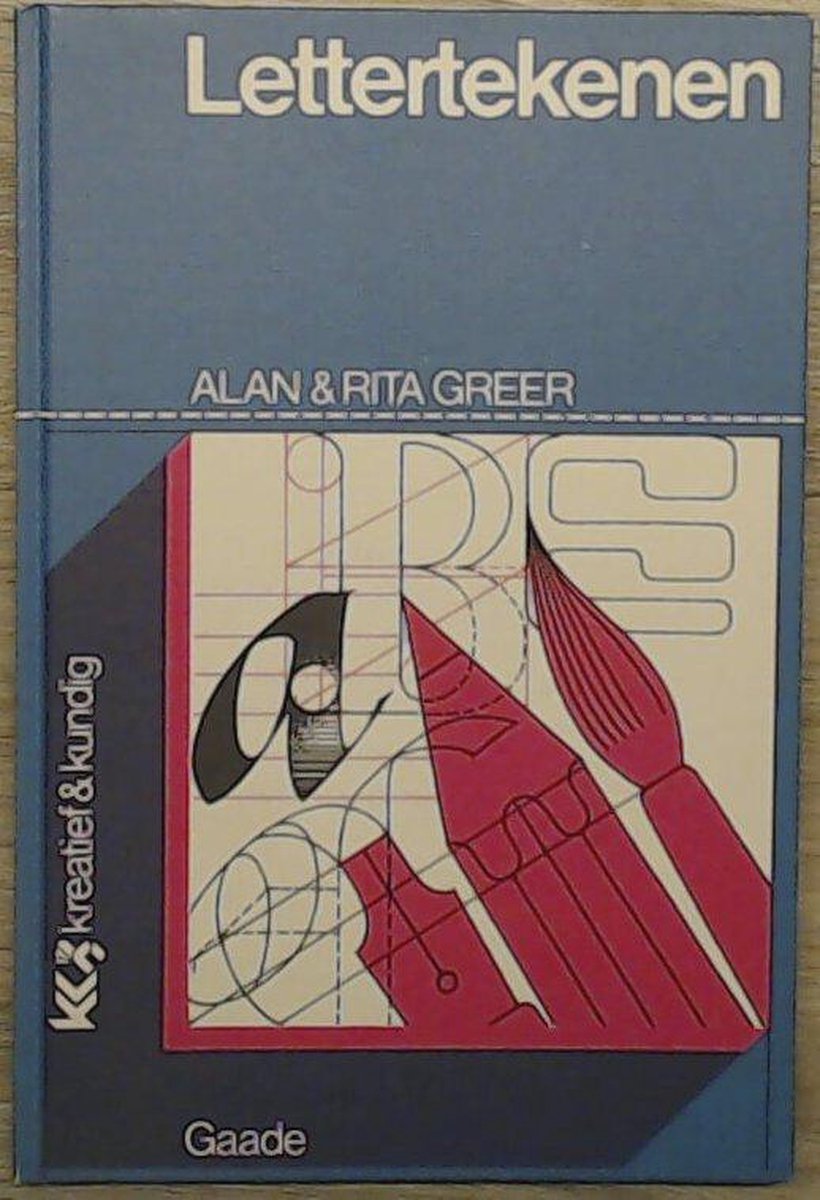 Lettertekenen
ALAN & RITA GREER
i B E
a
k&k kreatief & kundig
Gaade